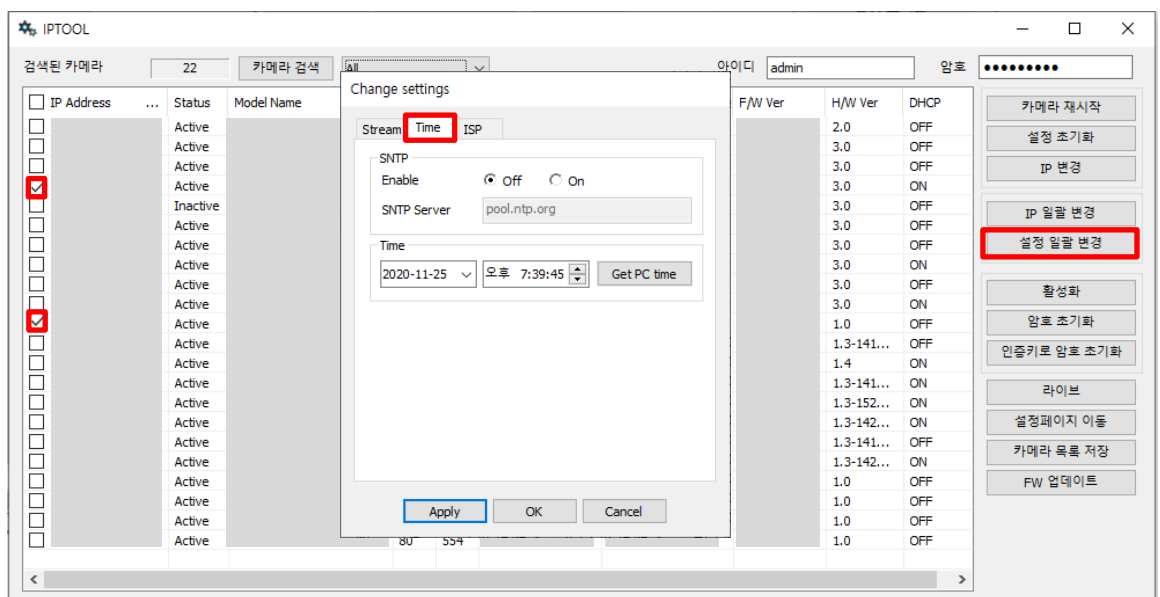 IPTOOL
검색된 카메라 22 카메라 검색 All 아이디 admin 암호 ●●●●●●●●●
IP Address ... Status Model Name F/W Ver H/W Ver DHCP
Active 2.0 OFF
Active 3.0 OFF
Active 3.0 OFF
Active 3.0 ON
Inactive 3.0 OFF
Active 3.0 OFF
Active 3.0 OFF
Active 3.0 ON
Active 3.0 OFF
Active 3.0 ON
Active 1.0 OFF
Active 1.3-141... OFF
Active 1.4 ON
Active 1.3-141... ON
Active 1.3-152... ON
Active 1.3-142... ON
Active 1.3-141... OFF
Active 1.3-142... ON
Active 1.0 OFF
Active 1.0 OFF
Active 1.0 OFF
Active 80 554 1.0 OFF
Change settings
Stream Time ISP
SNTP
Enable Off On
SNTP Server pool.ntp.org
Time
2020-11-25 오후 7:39:45 Get PC time
Apply OK Cancel
카메라 재시작
설정 초기화
IP 변경
IP 일괄 변경
설정 일괄 변경
활성화
암호 초기화
인증키로 암호 초기화
라이브
설정페이지 이동
카메라 목록 저장
FW 업데이트